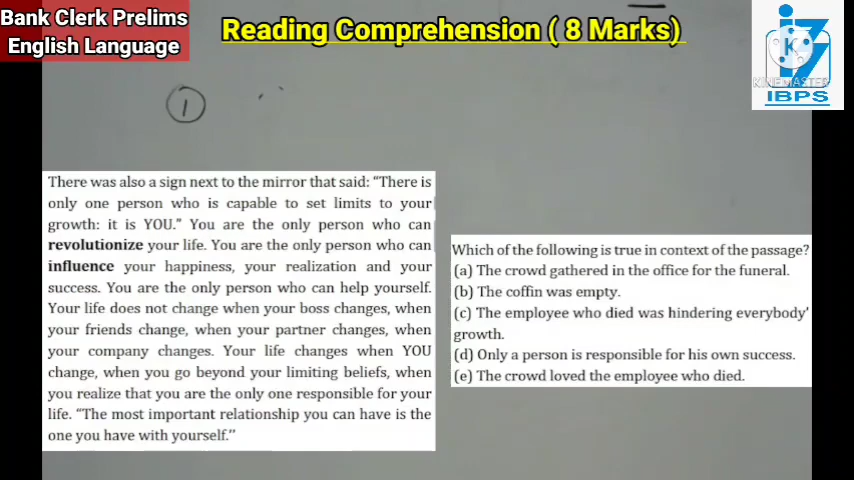 Bank Clerk Prelims
English Language
Reading Comprehension ( 8 Marks)
KINEMASTER
IBPS
1
There was also a sign next to the mirror that said: “There is
only one person who is capable to set limits to your
growth: it is YOU.” You are the only person who can
revolutionize your life. You are the only person who can
influence your happiness, your realization and your
success. You are the only person who can help yourself.
Your life does not change when your boss changes, when
your friends change, when your partner changes, when
your company changes. Your life changes when YOU
change, when you go beyond your limiting beliefs, when
you realize that you are the only one responsible for your
life. “The most important relationship you can have is the
one you have with yourself.”
Which of the following is true in context of the passage?
(a) The crowd gathered in the office for the funeral.
(b) The coffin was empty.
(c) The employee who died was hindering everybody’
growth.
(d) Only a person is responsible for his own success.
(e) The crowd loved the employee who died.